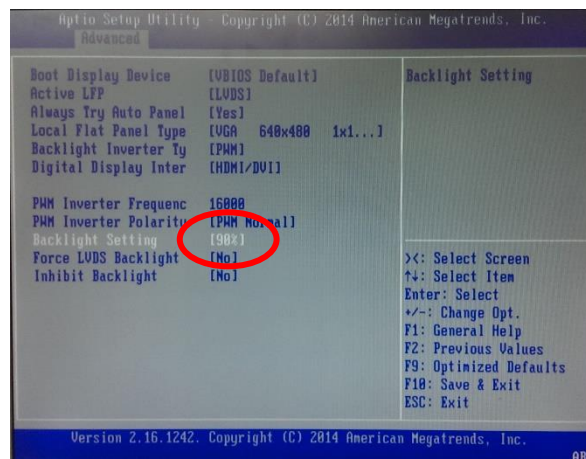 Aptio Setup Utility - Copyright (C) 2014 American Megatrends, Inc.
Advanced
Boot Display Device [VBIOS Default]
Active LFP [LVDS]
Always Try Auto Panel [Yes]
Local Flat Panel Type [VGA 640x480 1x1...]
Backlight Inverter Ty [PWM]
Digital Display Inter [HDMI/DVI]
PWM Inverter Frequenc 16000
PWM Inverter Polarity [PWM Normal]
Backlight Setting [90%]
Force LVDS Backlight [No]
Inhibit Backlight [No]
Backlight Setting
><: Select Screen
↑↓: Select Item
Enter: Select
+/-: Change Opt.
F1: General Help
F2: Previous Values
F9: Optimized Defaults
F10: Save & Exit
ESC: Exit
Version 2.16.1242. Copyright (C) 2014 American Megatrends, Inc.